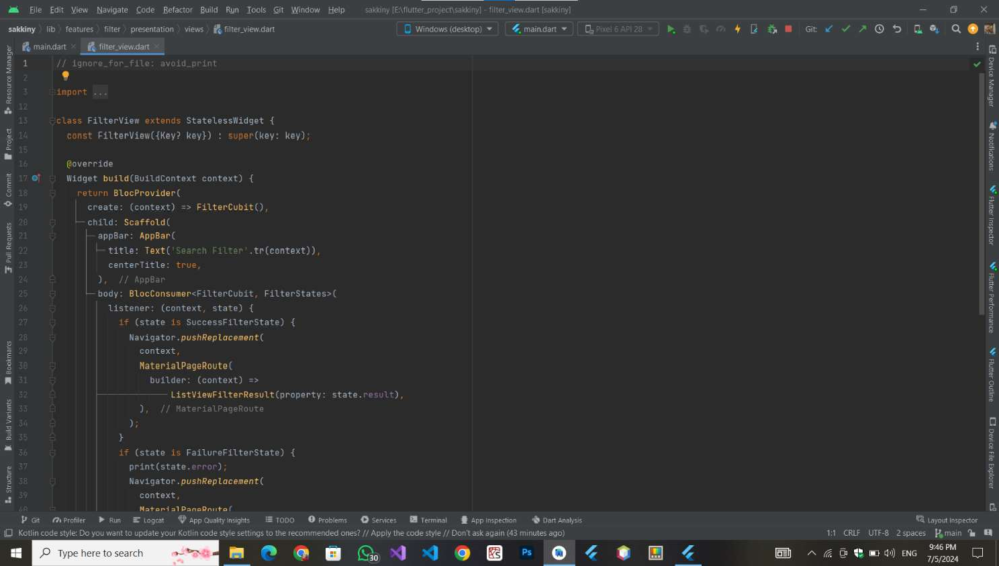 File Edit View Navigate Code Refactor Build Run Tools Git Window Help sakkiny [E:\flutter_project\sakkiny] - filter_view.dart [sakkiny]
sakkiny lib features filter presentation views filter_view.dart Windows (desktop) main.dart Pixel 6 API 28 Git:
main.dart filter_view.dart
1 // ignore_for_file: avoid_print
2
3 import ...
12
13 class FilterView extends StatelessWidget {
14 const FilterView({Key? key}) : super(key: key);
15
16 @override
17 Widget build(BuildContext context) {
18 return BlocProvider(
19 create: (context) => FilterCubit(),
20 child: Scaffold(
21 appBar: AppBar(
22 title: Text('Search Filter'.tr(context)),
23 centerTitle: true,
24 ), // AppBar
25 body: BlocConsumer<FilterCubit, FilterStates>(
26 listener: (context, state) {
27 if (state is SuccessFilterState) {
28 Navigator.pushReplacement(
29 context,
30 MaterialPageRoute(
31 builder: (context) =>
32 ListViewFilterResult(property: state.result),
33 ), // MaterialPageRoute
34 );
35 }
36 if (state is FailureFilterState) {
37 print(state.error);
38 Navigator.pushReplacement(
39 context,
40 MaterialPageRoute(
Resource Manager
Project
Commit
Pull Requests
Bookmarks
Build Variants
Structure
Device Manager
Notifications
Flutter Inspector
Flutter Performance
Flutter Outline
Device File Explorer
Git Profiler Run Logcat App Quality Insights TODO Problems Services Terminal App Inspection Dart Analysis Layout Inspector
Kotlin code style: Do you want to update your Kotlin code style settings to the recommended ones? // Apply the code style // Don't ask again (43 minutes ago) 1:1 CRLF UTF-8 2 spaces main
Type here to search 30 Ps ENG 9:46 PM
7/5/2024